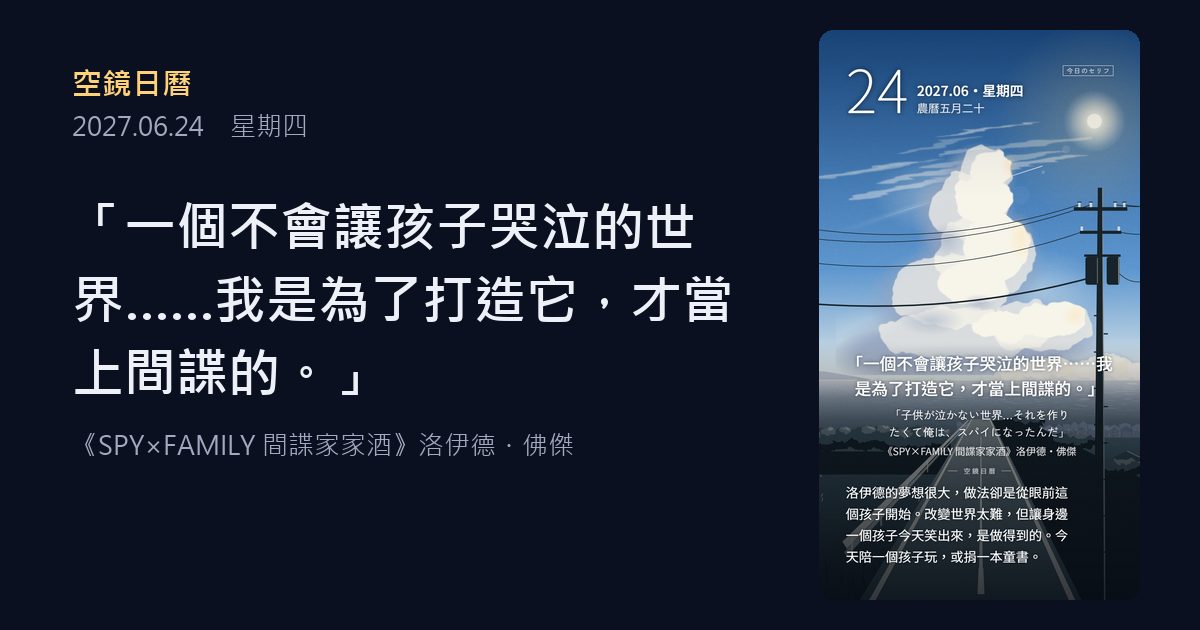 空鏡日曆
2027.06.24 星期四
「一個不會讓孩子哭泣的世
界……我是為了打造它，才當
上間諜的。」
《SPY×FAMILY 間諜家家酒》洛伊德．佛傑
24
2027.06・星期四
農曆五月二十
今日のセリフ
「一個不會讓孩子哭泣的世界……我
是為了打造它，才當上間諜的。」
「子供が泣かない世界…それを作り
たくて俺は、スパイになったんだ」
《SPY×FAMILY 間諜家家酒》洛伊德・佛傑
— 空鏡日曆 —
洛伊德的夢想很大，做法卻是從眼前這
個孩子開始。改變世界太難，但讓身邊
一個孩子今天笑出來，是做得到的。今
天陪一個孩子玩，或捐一本童書。